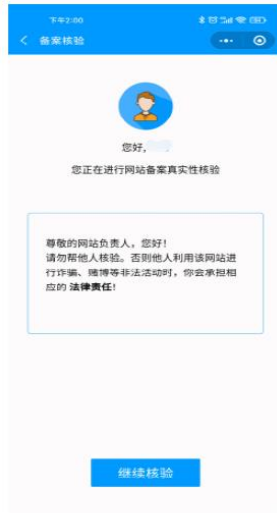 下午2:00
备案核验
您好,
您正在进行网站备案真实性核验
尊敬的网站负责人，您好！
请勿帮他人核验。否则他人利用该网站进
行诈骗、赌博等非法活动时，你会承担相
应的 法律责任！
继续核验